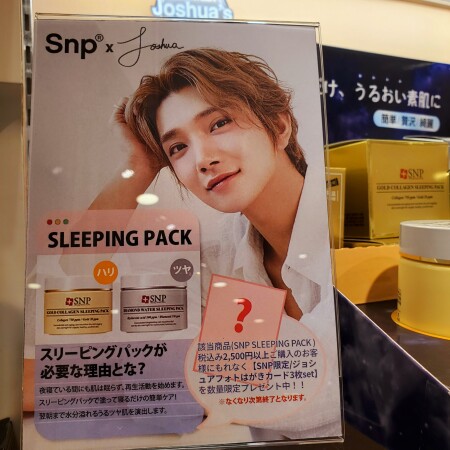 Joshua's
Snp® x Joshua
け、うるおい素肌に
簡単 贅沢 綺麗
SLEEPING PACK
ハリ
ツヤ
SNP
GOLD COLLAGEN SLEEPING PACK
SNP
DIAMOND WATER SLEEPING PACK
SNP
GOLD COLLAGEN SLEEPING PACK
?
スリーピングパックが
必要な理由とな?
夜寝ている間にも肌は眠らず、再生活動を始めます。
スリーピングパックで塗って寝るだけの簡単ケア!
翌朝まで水分溢れるうるツヤ肌を演出します。
該当商品(SNP SLEEPING PACK)
税込み2,500円以上ご購入のお客
様にもれなく【SNP限定/ジョシ
ュアフォトはがきカード3枚set】
を数量限定プレゼント中!!
※なくなり次第終了となります。